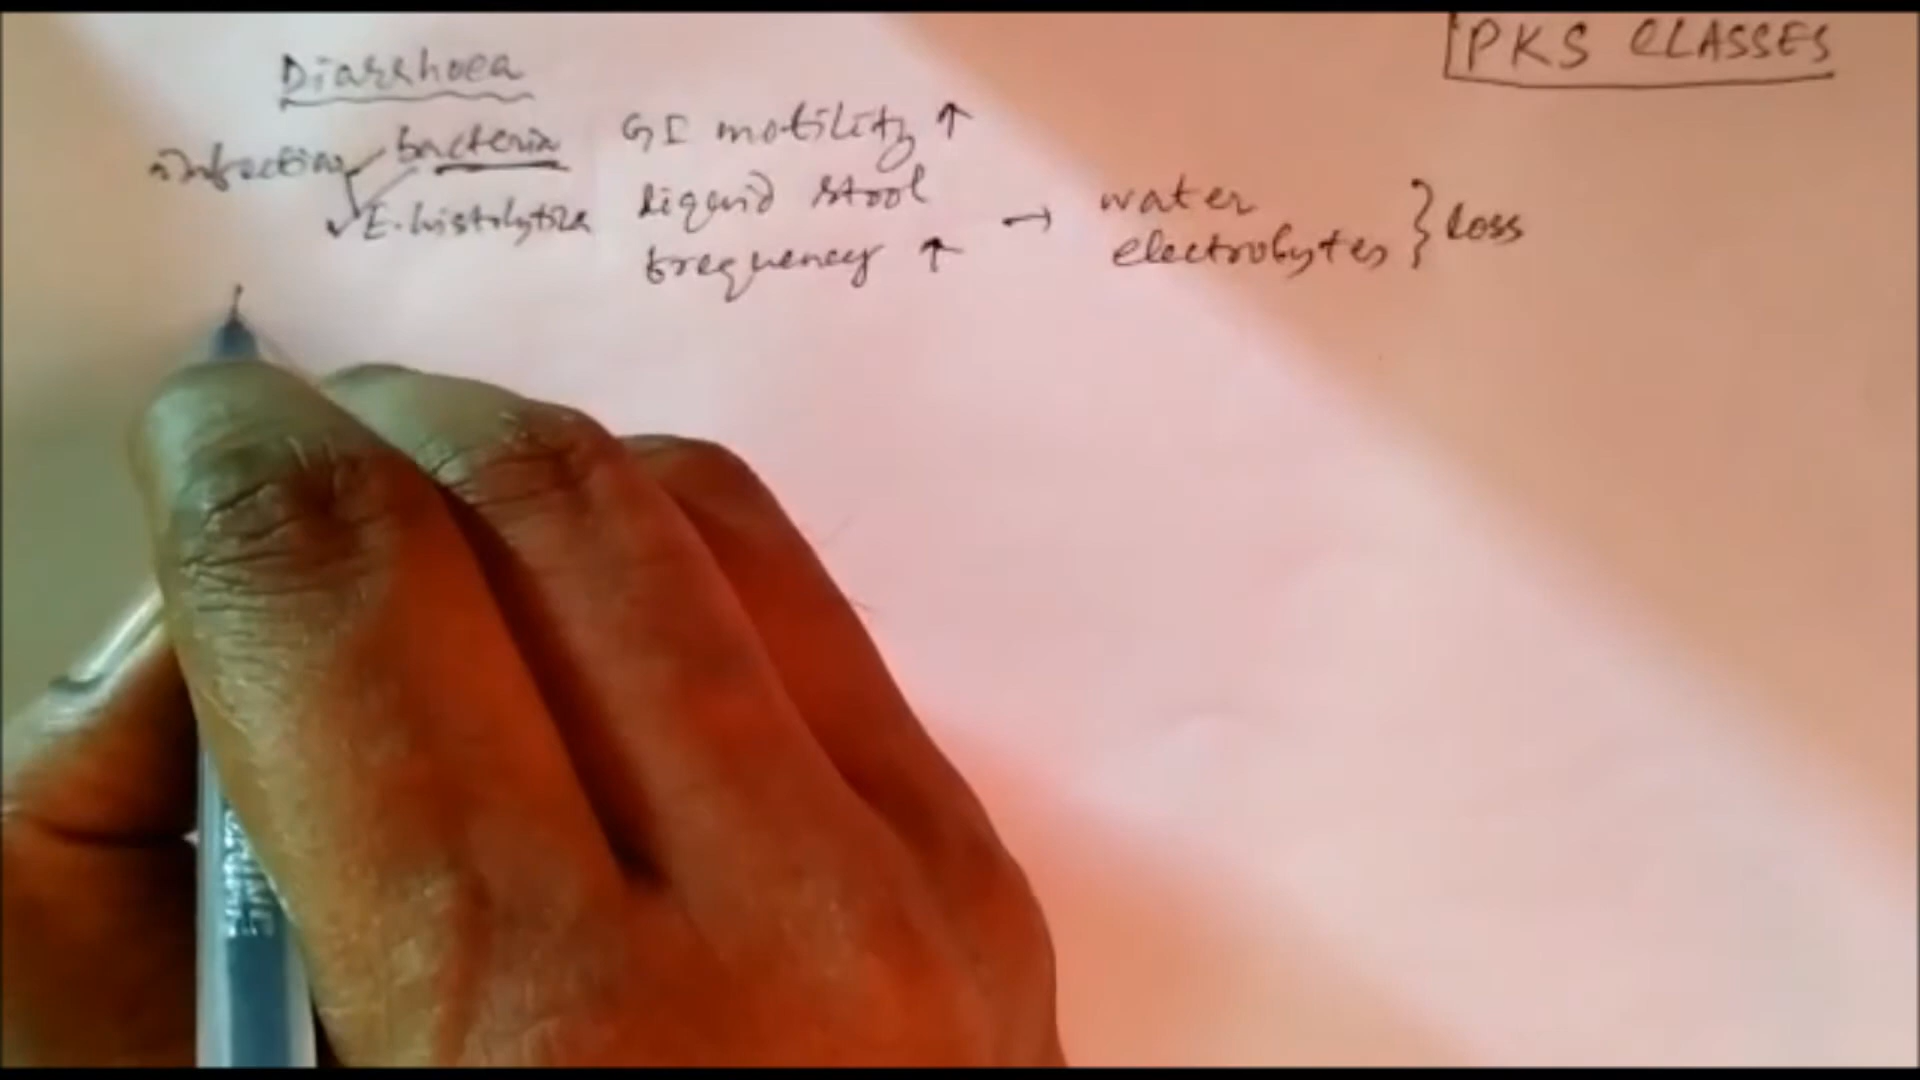 PKS CLASSES
Diarrhoea
infection bacteria
E. histolytica
GI motility ↑
liquid stool
frequency ↑
→ water
electrolytes } loss